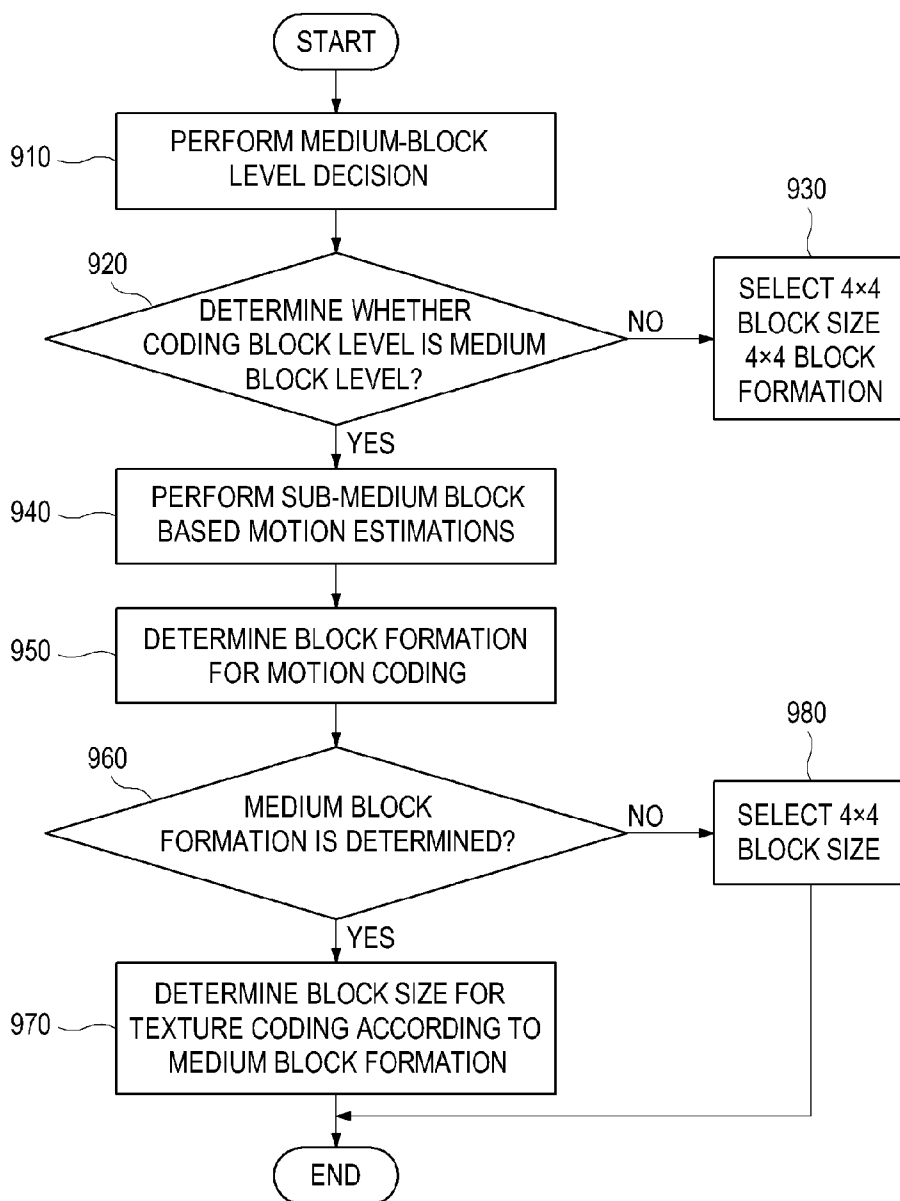 START
910
PERFORM MEDIUM-BLOCK
LEVEL DECISION
920
DETERMINE WHETHER
CODING BLOCK LEVEL IS MEDIUM
BLOCK LEVEL?
NO
930
SELECT 4×4
BLOCK SIZE
4×4 BLOCK
FORMATION
YES
940
PERFORM SUB-MEDIUM BLOCK
BASED MOTION ESTIMATIONS
950
DETERMINE BLOCK FORMATION
FOR MOTION CODING
960
MEDIUM BLOCK
FORMATION IS DETERMINED?
NO
980
SELECT 4×4
BLOCK SIZE
YES
970
DETERMINE BLOCK SIZE FOR
TEXTURE CODING ACCORDING TO
MEDIUM BLOCK FORMATION
END